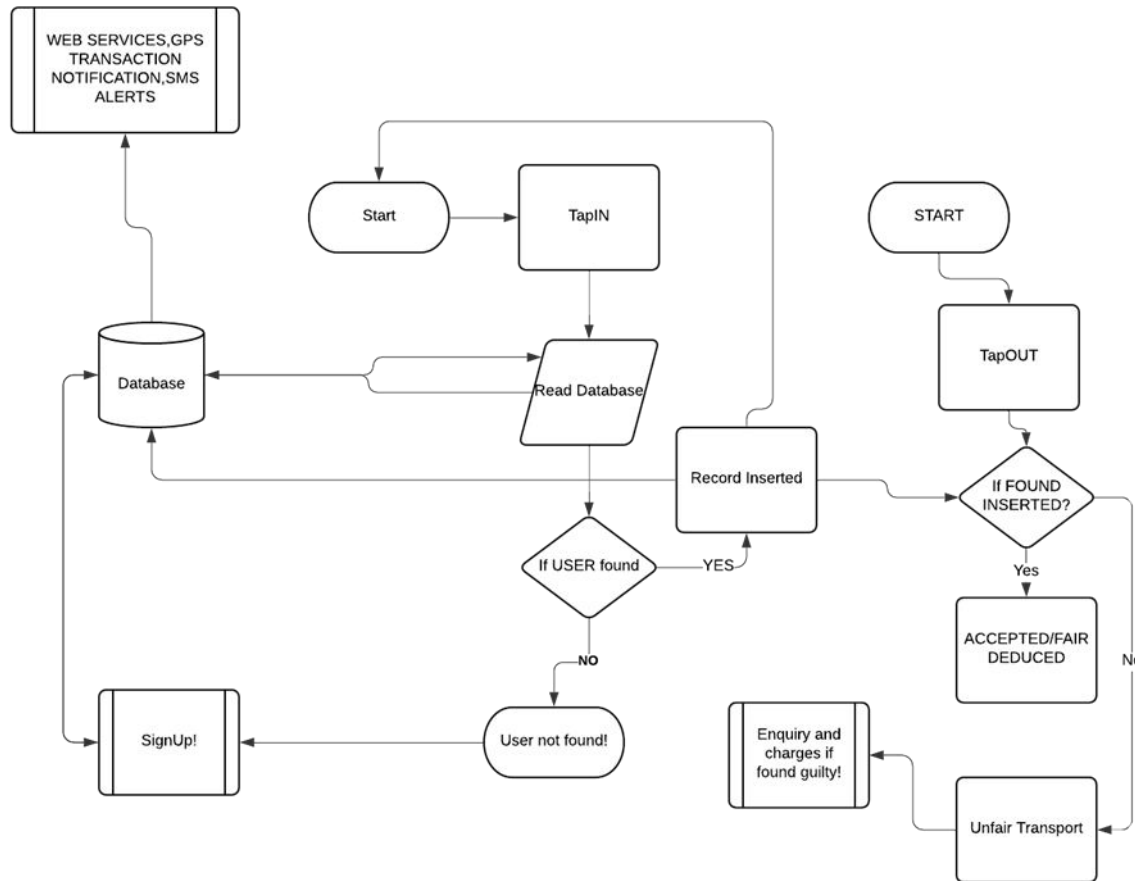 WEB SERVICES,GPS
TRANSACTION
NOTIFICATION,SMS
ALERTS
Start
TapIN
START
TapOUT
Database
Read Database
Record Inserted
If FOUND
INSERTED?
If USER found
YES
Yes
NO
ACCEPTED/FAIR
DEDUCED
No
SignUp!
User not found!
Enquiry and
charges if
found guilty!
Unfair Transport